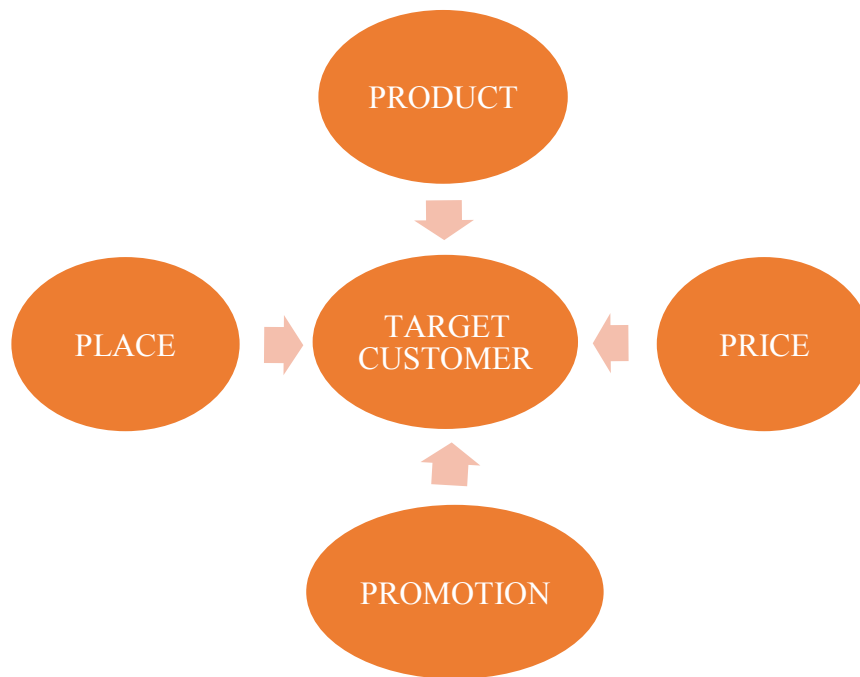 PRODUCT
PLACE
TARGET
CUSTOMER
PRICE
PROMOTION